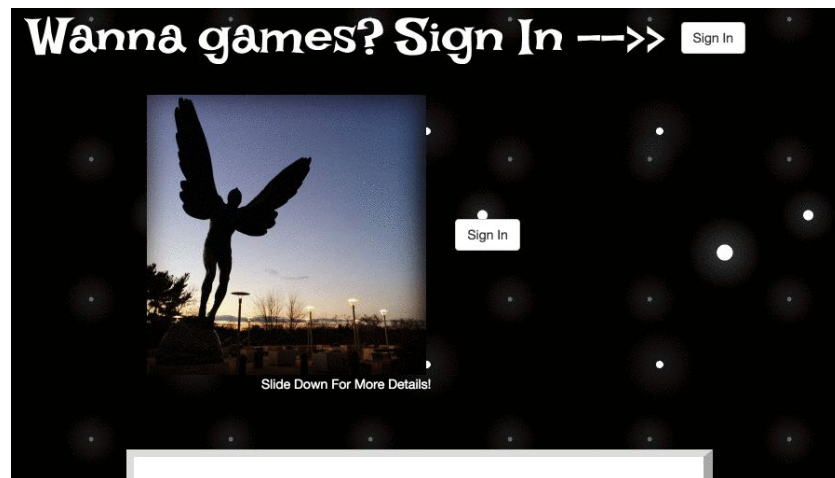 Wanna games? Sign In -->> Sign In
Sign In
Slide Down For More Details!